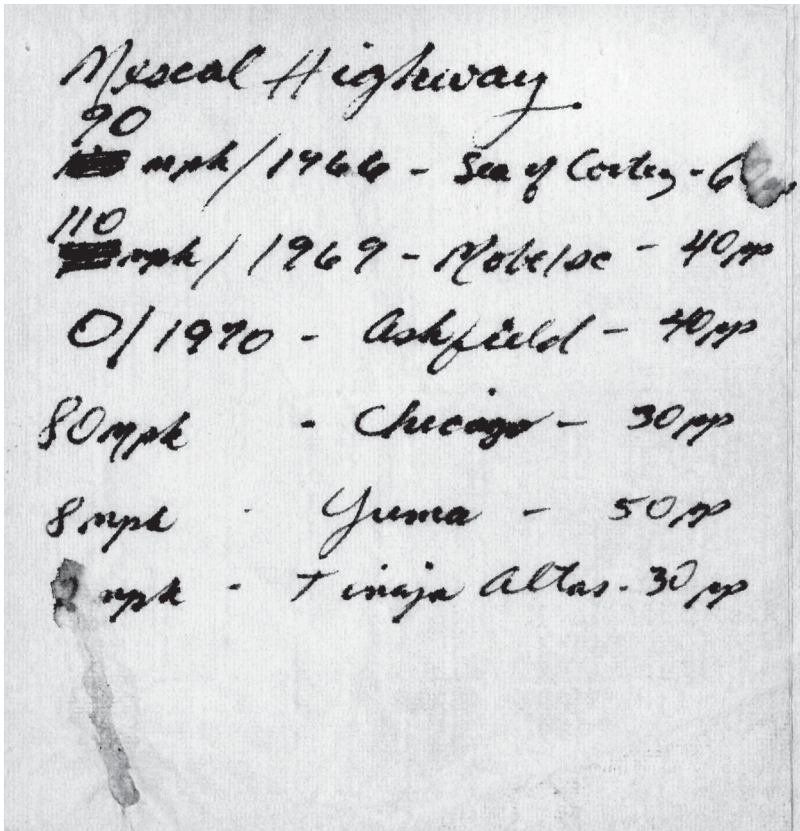 Mescal Highway
90
mph / 1966 - Sea of Cortez - 6
110
mph / 1969 - - 40pp
0 / 1970 - Ashfield - 40pp
80mph - Chicago - 30pp
8mph - Yuma - 50pp
mph - Tinaja Altas - 30pp